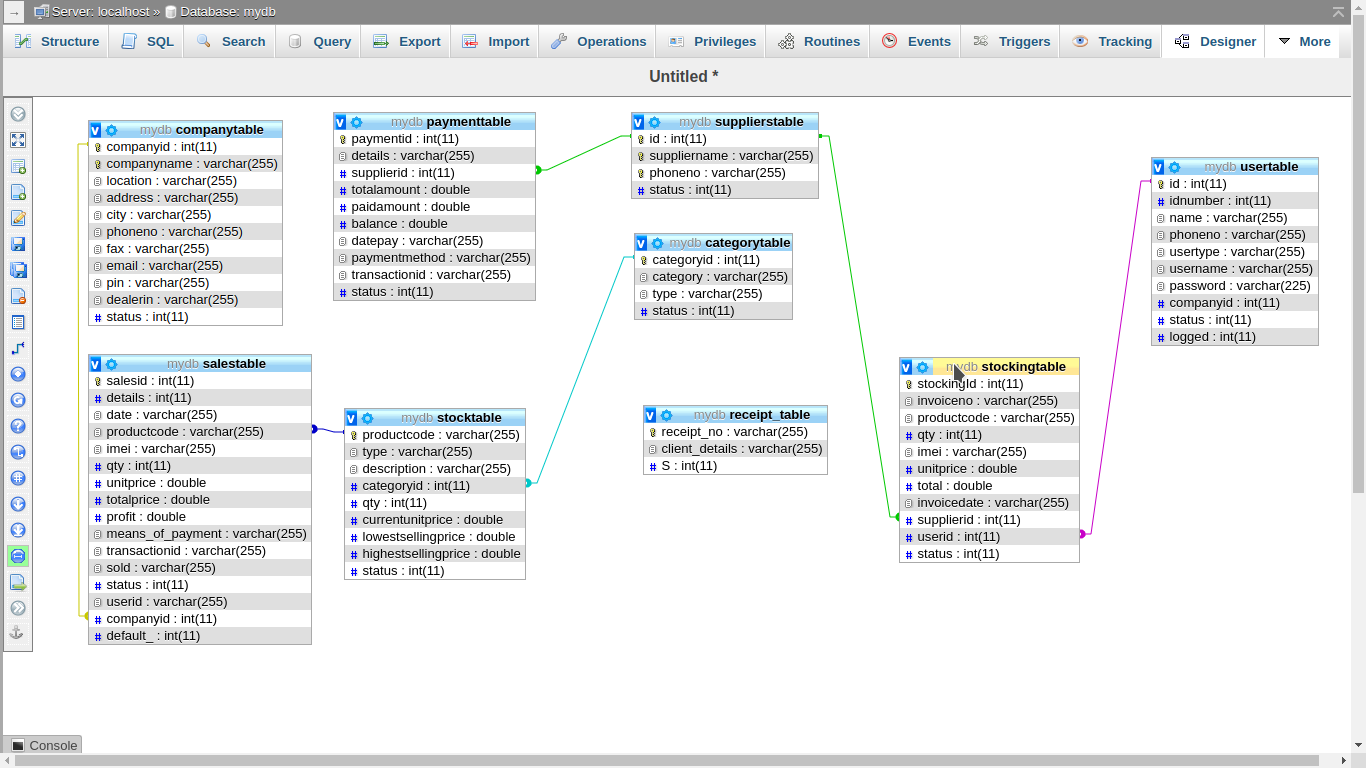 Server: localhost » Database: mydb
Structure SQL Search Query Export Import Operations Privileges Routines Events Triggers Tracking Designer More
Untitled *
mydb companytable
companyid : int(11)
companyname : varchar(255)
location : varchar(255)
address : varchar(255)
city : varchar(255)
phoneno : varchar(255)
fax : varchar(255)
email : varchar(255)
pin : varchar(255)
dealerin : varchar(255)
status : int(11)
mydb paymenttable
paymentid : int(11)
details : varchar(255)
supplierid : int(11)
totalamount : double
paidamount : double
balance : double
datepay : varchar(255)
paymentmethod : varchar(255)
transactionid : varchar(255)
status : int(11)
mydb supplierstable
id : int(11)
suppliername : varchar(255)
phoneno : varchar(255)
status : int(11)
mydb categorytable
categoryid : int(11)
category : varchar(255)
type : varchar(255)
status : int(11)
mydb usertable
id : int(11)
idnumber : int(11)
name : varchar(255)
phoneno : varchar(255)
usertype : varchar(255)
username : varchar(255)
password : varchar(225)
companyid : int(11)
status : int(11)
logged : int(11)
mydb salestable
salesid : int(11)
details : int(11)
date : varchar(255)
productcode : varchar(255)
imei : varchar(255)
qty : int(11)
unitprice : double
totalprice : double
profit : double
means_of_payment : varchar(255)
transactionid : varchar(255)
sold : varchar(255)
status : int(11)
userid : varchar(255)
companyid : int(11)
default_ : int(11)
mydb stocktable
productcode : varchar(255)
type : varchar(255)
description : varchar(255)
categoryid : int(11)
qty : int(11)
currentunitprice : double
lowestsellingprice : double
highestsellingprice : double
status : int(11)
mydb receipt_table
receipt_no : varchar(255)
client_details : varchar(255)
S : int(11)
mydb stockingtable
stockingId : int(11)
invoiceno : varchar(255)
productcode : varchar(255)
qty : int(11)
imei : varchar(255)
unitprice : double
total : double
invoicedate : varchar(255)
supplierid : int(11)
userid : int(11)
status : int(11)
Console